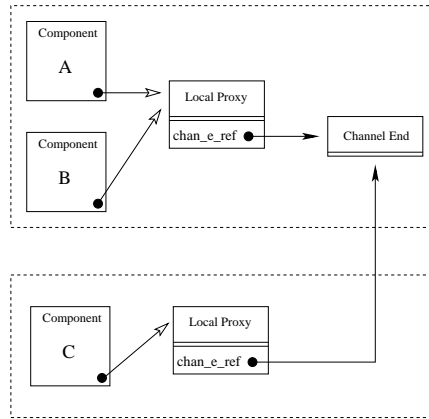 Component
A
Local Proxy
chan_e_ref
Channel End
Component
B
Component
C
Local Proxy
chan_e_ref